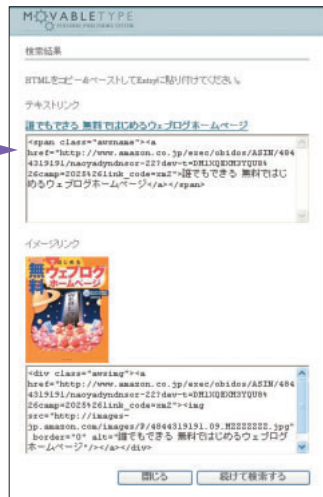 MOVABLETYPE
PERSONAL PUBLISHING SYSTEM
検索結果
HTMLをコピー&ペーストしてEntryに貼り付けてください。
テキストリンク
誰でもできる 無料ではじめるウェブログホームページ
<span class="awsname"><a
href="http://www.amazon.co.jp/exec/obidos/ASIN/484
4319191/naoyadyndnsor-22?dev-t=DM1XQEXM3YQU8%
26camp=2025%26link_code=xm2">誰でもできる 無料ではじ
めるウェブログホームページ</a></span>
イメージリンク
はじめる
無料
ウェブログ
ホームページ
<div class="awsimg"><a
href="http://www.amazon.co.jp/exec/obidos/ASIN/484
4319191/naoyadyndnsor-22?dev-t=DM1XQEXM3YQU8%
26camp=2025%26link_code=xm2"><img
src="http://images-
jp.amazon.com/images/P/4844319191.09.MZZZZZZZ.jpg"
border="0" alt="誰でもできる 無料ではじめるウェブログ
ホームページ"/></a></div>
閉じる
続けて検索する